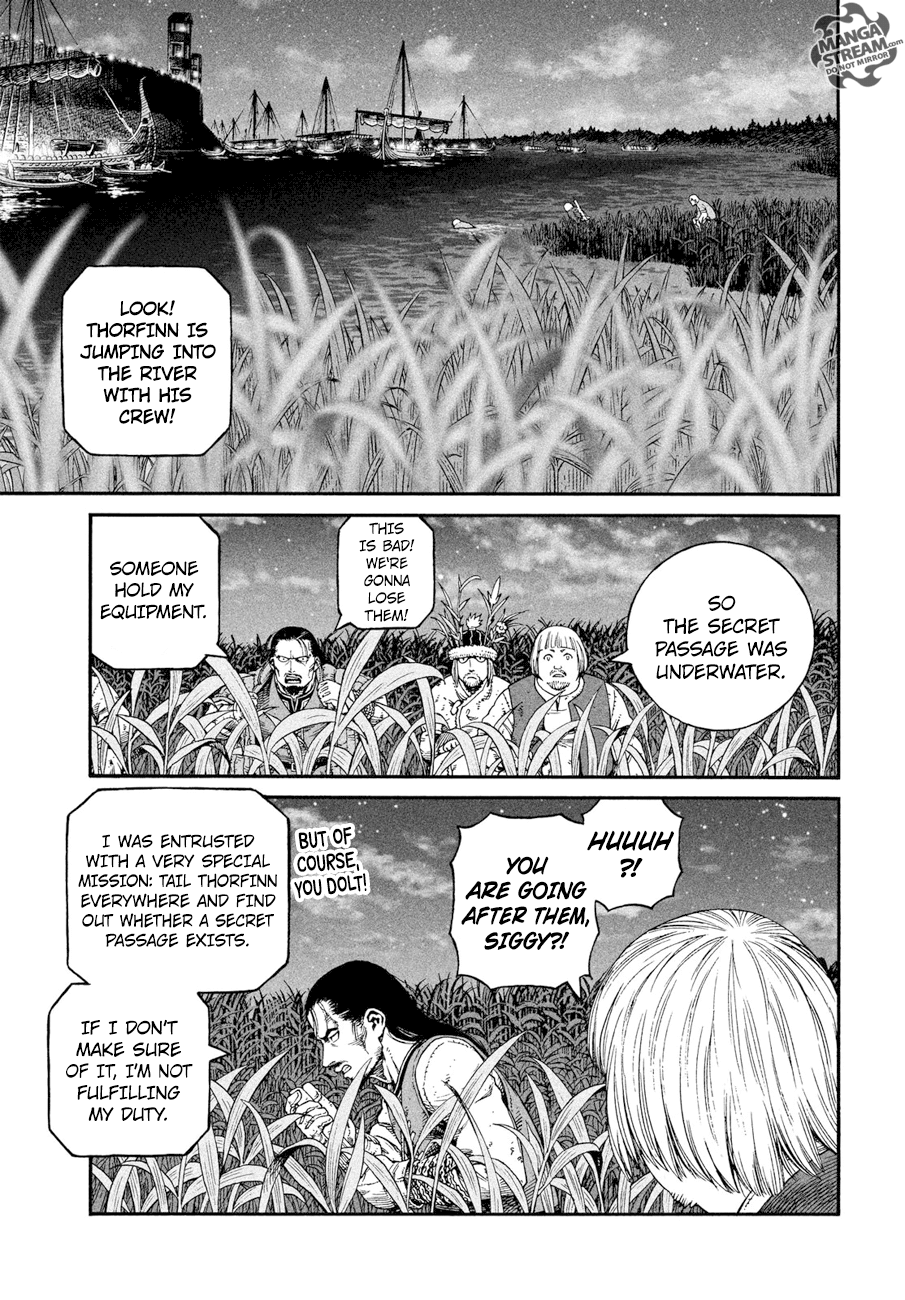 MANGA
STREAM.com
DO NOT MIRROR
LOOK!
THORFINN IS
JUMPING INTO
THE RIVER
WITH HIS
CREW!
SO
THE SECRET
PASSAGE WAS
UNDERWATER.
THIS
IS BAD!
WE'RE
GONNA
LOSE
THEM!
SOMEONE
HOLD MY
EQUIPMENT.
HUUUH
?!
YOU
ARE GOING
AFTER THEM,
SIGGY?!
BUT OF
COURSE,
YOU DOLT!
I WAS ENTRUSTED
WITH A VERY SPECIAL
MISSION: TAIL THORFINN
EVERYWHERE AND FIND
OUT WHETHER A SECRET
PASSAGE EXISTS.
IF I DON'T
MAKE SURE
OF IT, I'M NOT
FULFILLING
MY DUTY.